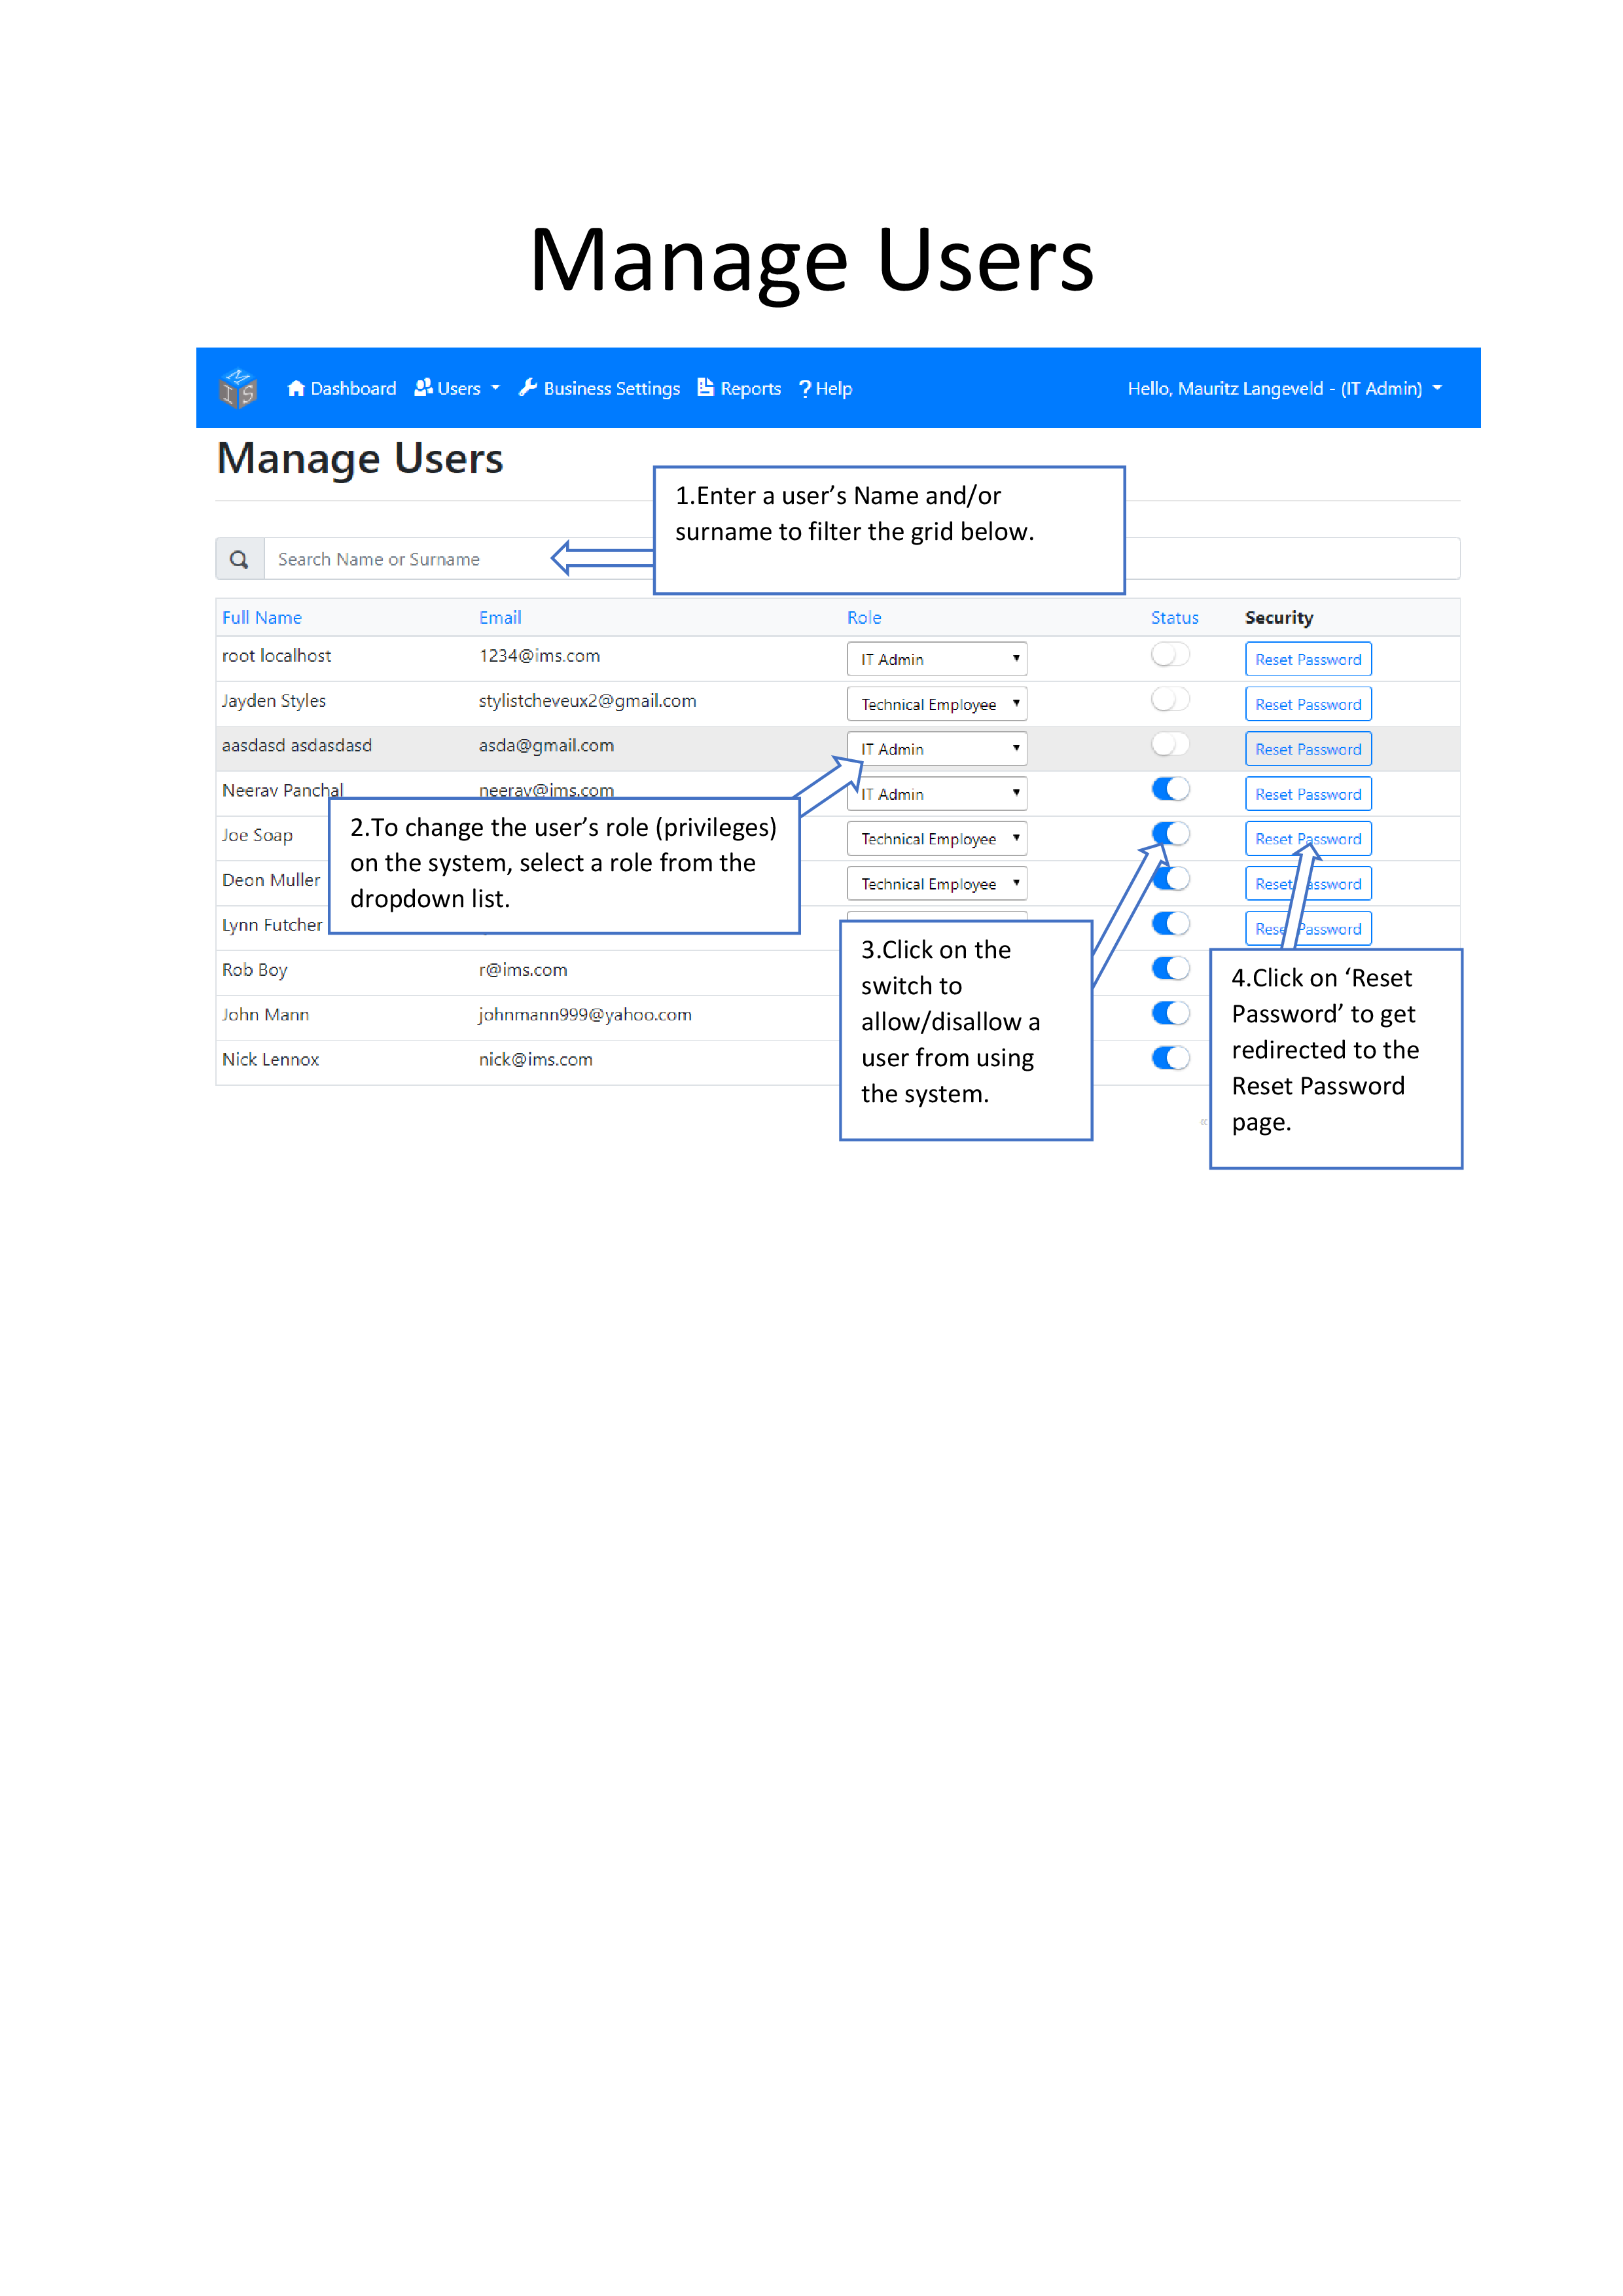 Manage Users
M I S Dashboard Users Business Settings Reports ? Help Hello, Mauritz Langeveld - (IT Admin)
Manage Users
1.Enter a user’s Name and/or
surname to filter the grid below.
Search Name or Surname
Full Name Email Role Status Security
root localhost 1234@ims.com IT Admin Reset Password
Jayden Styles stylistcheveux2@gmail.com Technical Employee Reset Password
aasdasd asdasdasd asda@gmail.com IT Admin Reset Password
Neerav Panchal neerav@ims.com IT Admin Reset Password
Joe Soap Technical Employee Reset Password
Deon Muller Technical Employee Reset Password
Lynn Futcher Reset Password
Rob Boy r@ims.com
John Mann johnmann999@yahoo.com
Nick Lennox nick@ims.com
2.To change the user’s role (privileges)
on the system, select a role from the
dropdown list.
3.Click on the
switch to
allow/disallow a
user from using
the system.
4.Click on ‘Reset
Password’ to get
redirected to the
Reset Password
page.
«